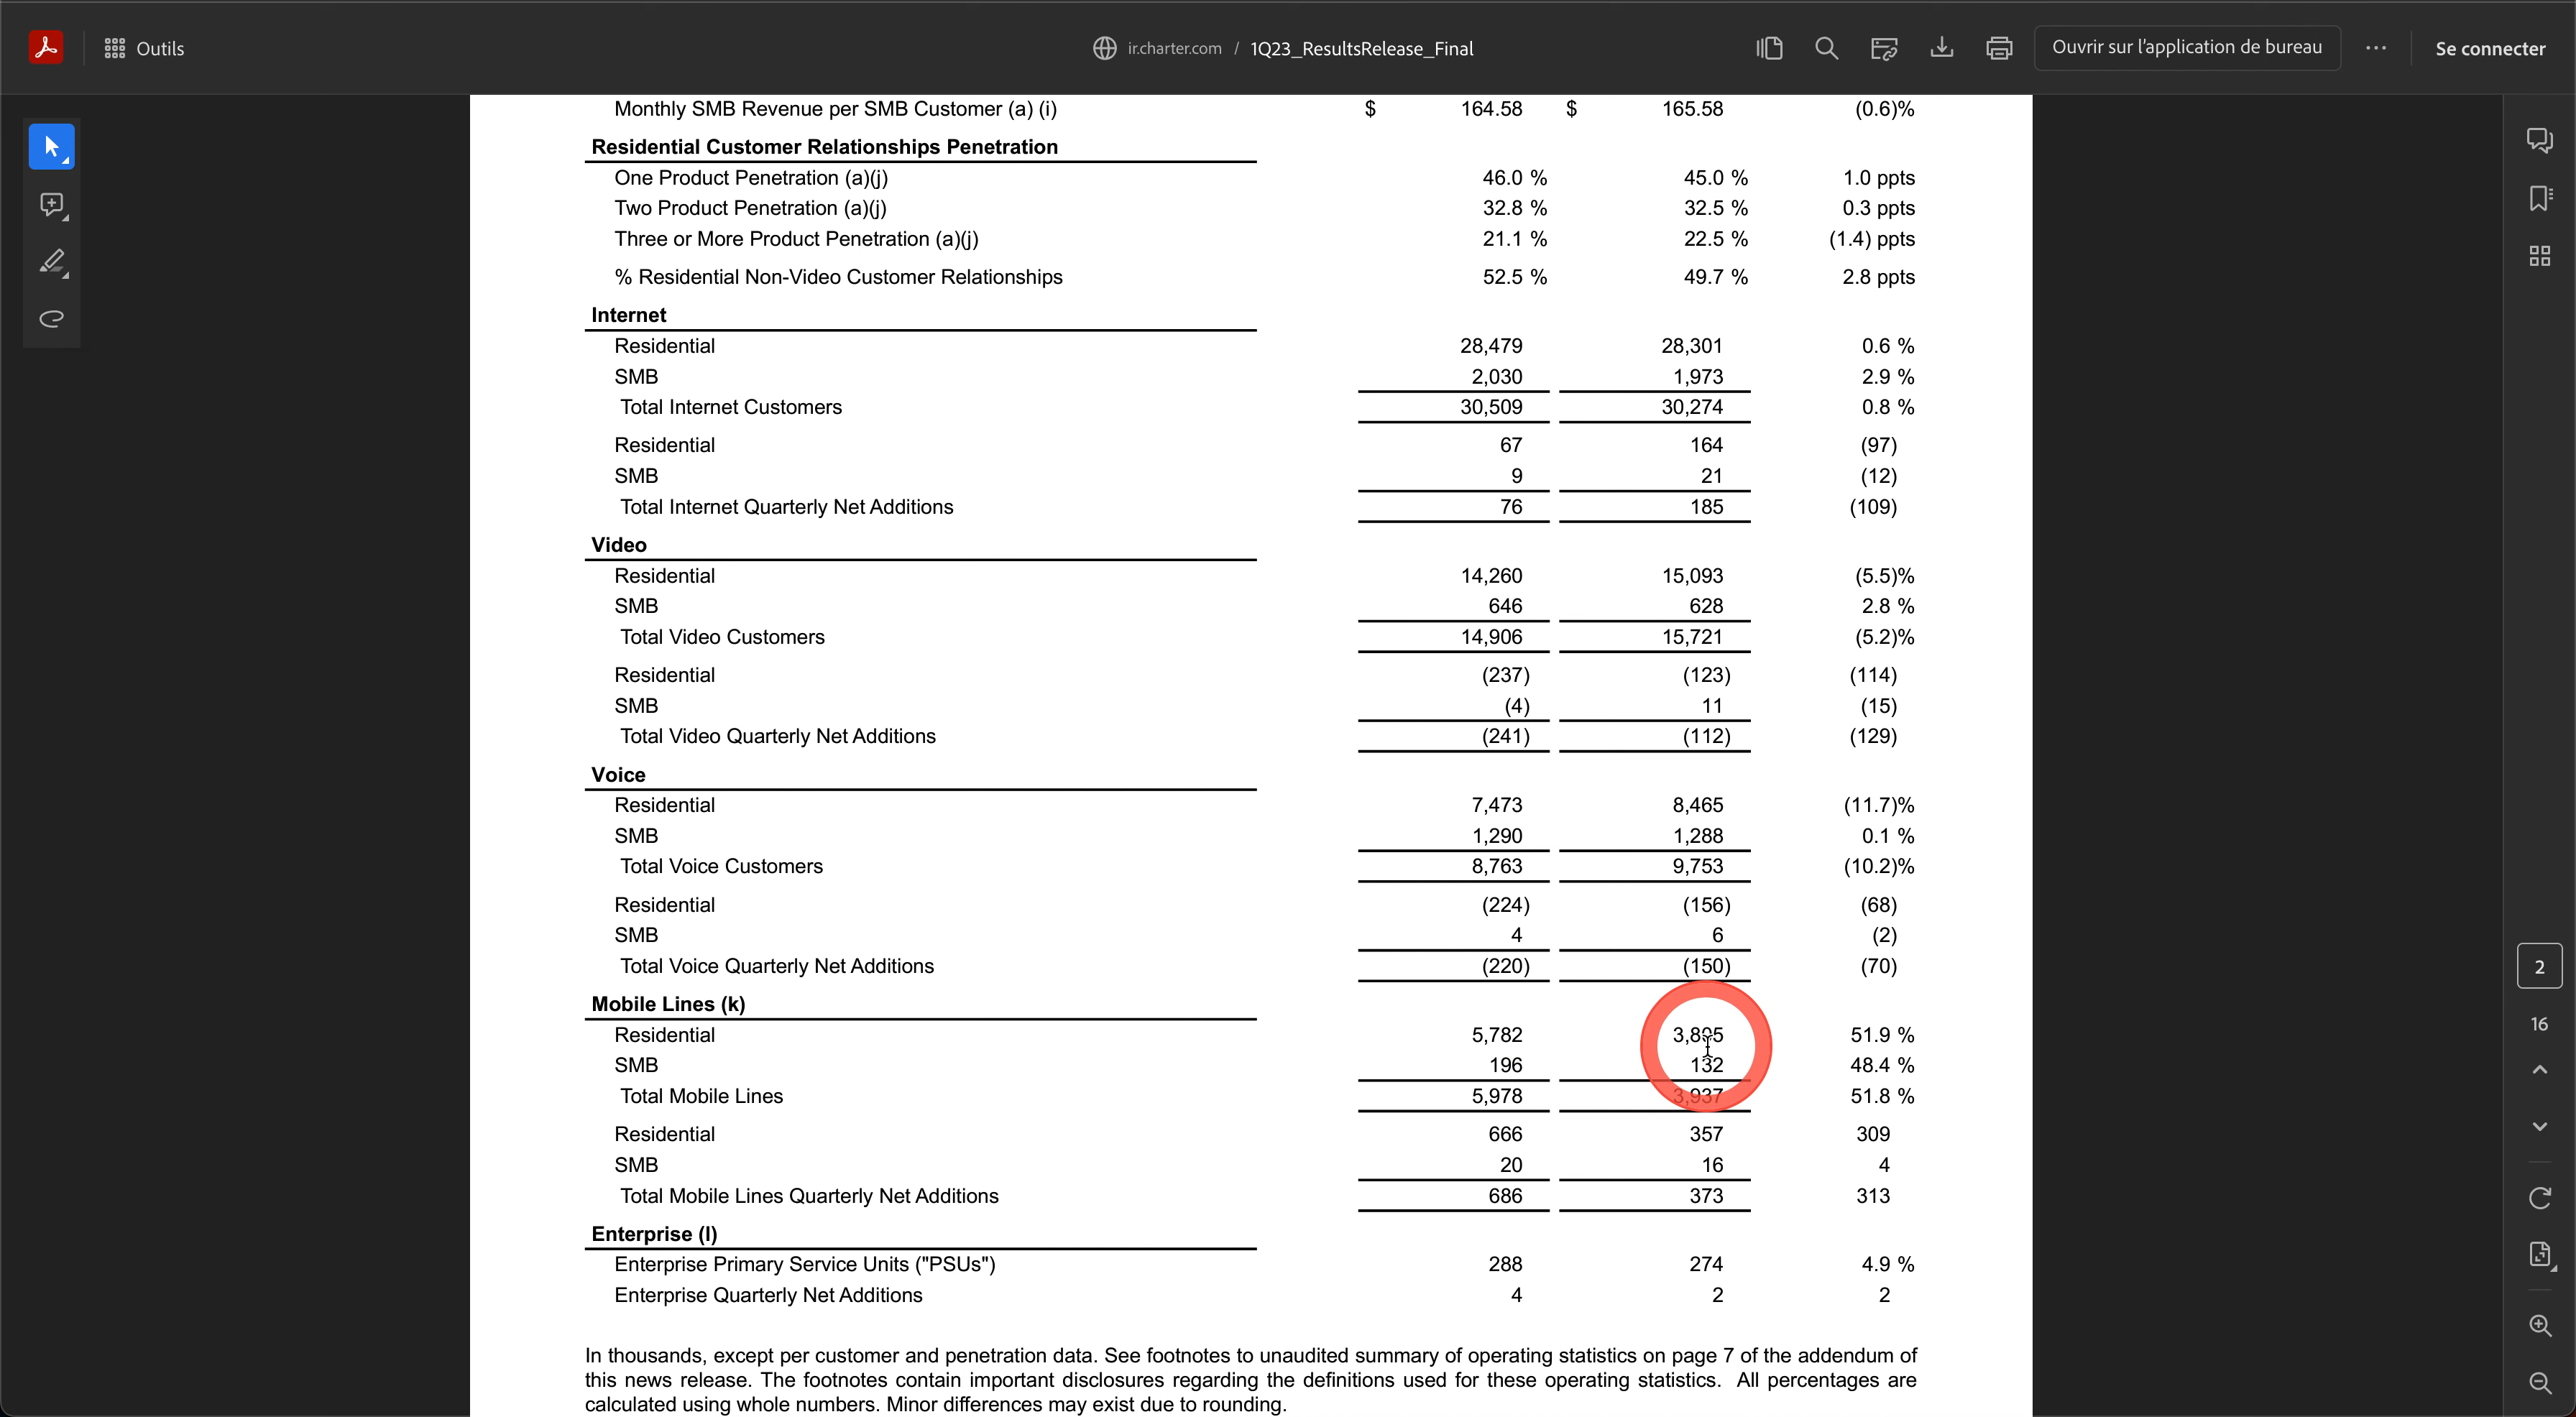 Outils
ir.charter.com / 1Q23_ResultsRelease_Final
Ouvrir sur l'application de bureau
Se connecter
Monthly SMB Revenue per SMB Customer (a) (i) $ 164.58 $ 165.58 (0.6)%
Residential Customer Relationships Penetration
One Product Penetration (a)(j) 46.0 % 45.0 % 1.0 ppts
Two Product Penetration (a)(j) 32.8 % 32.5 % 0.3 ppts
Three or More Product Penetration (a)(j) 21.1 % 22.5 % (1.4) ppts
% Residential Non-Video Customer Relationships 52.5 % 49.7 % 2.8 ppts
Internet
Residential 28,479 28,301 0.6 %
SMB 2,030 1,973 2.9 %
Total Internet Customers 30,509 30,274 0.8 %
Residential 67 164 (97)
SMB 9 21 (12)
Total Internet Quarterly Net Additions 76 185 (109)
Video
Residential 14,260 15,093 (5.5)%
SMB 646 628 2.8 %
Total Video Customers 14,906 15,721 (5.2)%
Residential (237) (123) (114)
SMB (4) 11 (15)
Total Video Quarterly Net Additions (241) (112) (129)
Voice
Residential 7,473 8,465 (11.7)%
SMB 1,290 1,288 0.1 %
Total Voice Customers 8,763 9,753 (10.2)%
Residential (224) (156) (68)
SMB 4 6 (2)
Total Voice Quarterly Net Additions (220) (150) (70)
Mobile Lines (k)
Residential 5,782 3,805 51.9 %
SMB 196 132 48.4 %
Total Mobile Lines 5,978 3,937 51.8 %
Residential 666 357 309
SMB 20 16 4
Total Mobile Lines Quarterly Net Additions 686 373 313
Enterprise (l)
Enterprise Primary Service Units ("PSUs") 288 274 4.9 %
Enterprise Quarterly Net Additions 4 2 2
In thousands, except per customer and penetration data. See footnotes to unaudited summary of operating statistics on page 7 of the addendum of
this news release. The footnotes contain important disclosures regarding the definitions used for these operating statistics. All percentages are
calculated using whole numbers. Minor differences may exist due to rounding.
2
16